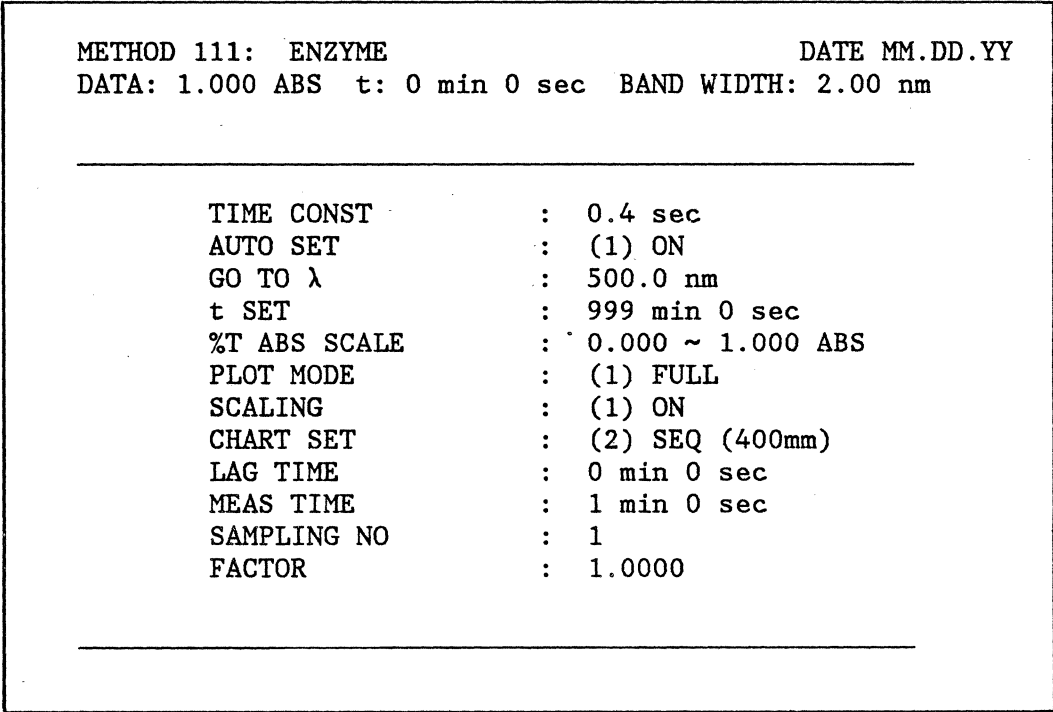 METHOD 111: ENZYME DATE MM.DD.YY
DATA: 1.000 ABS t: 0 min 0 sec BAND WIDTH: 2.00 nm
TIME CONST : 0.4 sec
AUTO SET : (1) ON
GO TO λ : 500.0 nm
t SET : 999 min 0 sec
%T ABS SCALE : 0.000 ~ 1.000 ABS
PLOT MODE : (1) FULL
SCALING : (1) ON
CHART SET : (2) SEQ (400mm)
LAG TIME : 0 min 0 sec
MEAS TIME : 1 min 0 sec
SAMPLING NO : 1
FACTOR : 1.0000